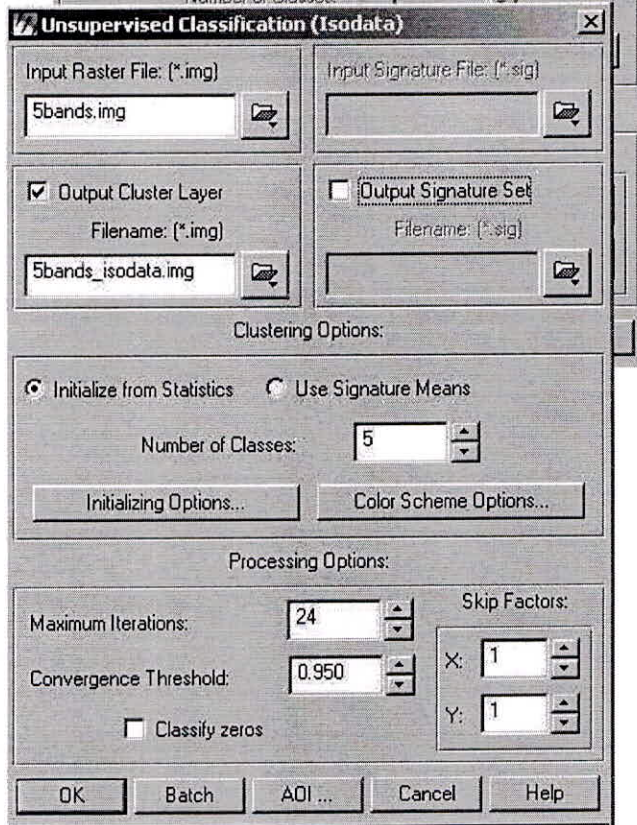 Number of Classes:
Unsupervised Classification (Isodata)
Input Raster File: (*.img)
5bands.img
Input Signature File: (*.sig)
Output Cluster Layer
Filename: (*.img)
5bands_isodata.img
Output Signature Set
Filename: (*.sig)
Clustering Options:
Initialize from Statistics
Use Signature Means
Number of Classes:
5
Initializing Options...
Color Scheme Options...
Processing Options:
Maximum Iterations:
24
Convergence Threshold:
0.950
Classify zeros
Skip Factors:
X:
1
Y:
1
OK
Batch
AOI ...
Cancel
Help